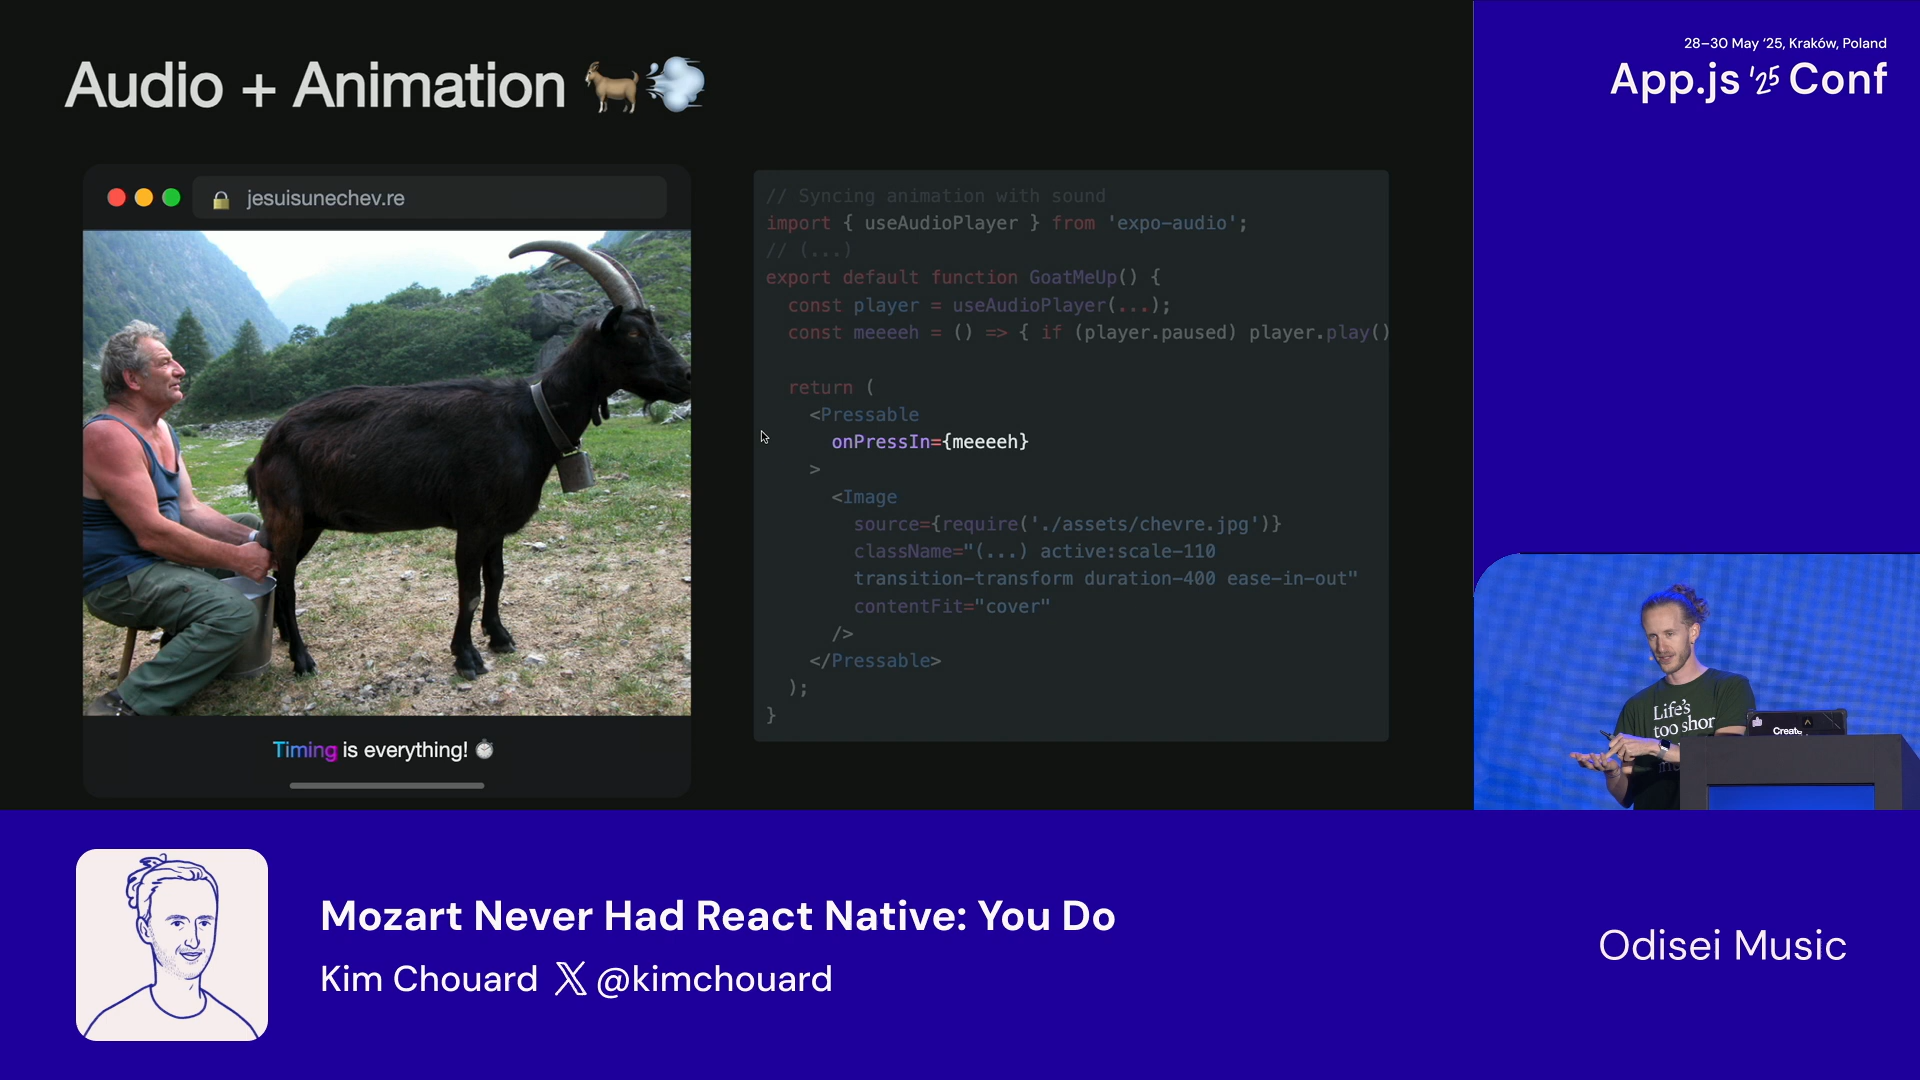 Audio + Animation 🐐💨
28–30 May ‘25, Kraków, Poland
App.js ‘25 Conf
jesuisunechev.re
Timing is everything! ⏱
// Syncing animation with sound
import { useAudioPlayer } from 'expo-audio';
// (...)
export default function GoatMeUp() {
  const player = useAudioPlayer(...);
  const meeeeh = () => { if (player.paused) player.play()
  return (
    <Pressable
      onPressIn={meeeeh}
    >
      <Image
        source={require('./assets/chevre.jpg')}
        className="(...) active:scale-110
        transition-transform duration-400 ease-in-out"
        contentFit="cover"
      />
    </Pressable>
  );
}
Life's
too shor
Create
Mozart Never Had React Native: You Do
Kim Chouard 𝕏 @kimchouard
Odisei Music